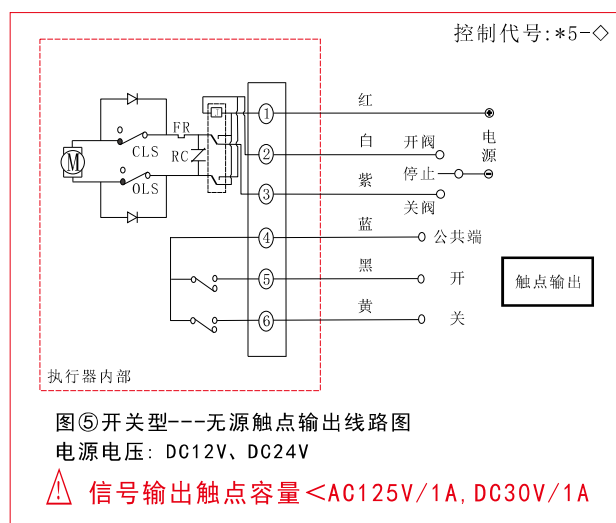 控制代号:*5-◇
红
①
FR
白
开阀
电源
M
CLS
RC
②
停止
紫
OLS
③
关阀
蓝
④
公共端
黑
⑤
开
触点输出
黄
⑥
关
执行器内部
图⑤开关型---无源触点输出线路图
电源电压: DC12V、DC24V
信号输出触点容量<AC125V/1A, DC30V/1A